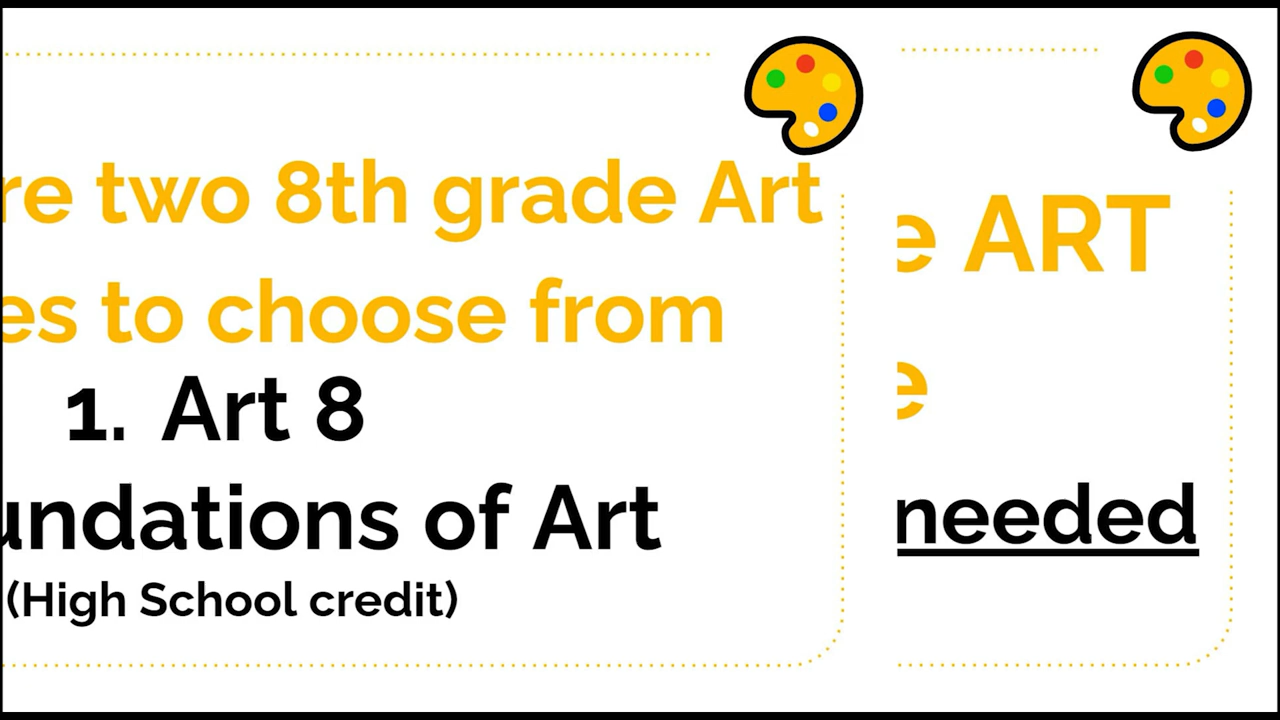 re two 8th grade Art
es to choose from
1. Art 8
undations of Art
(High School credit)
e ART
e
needed